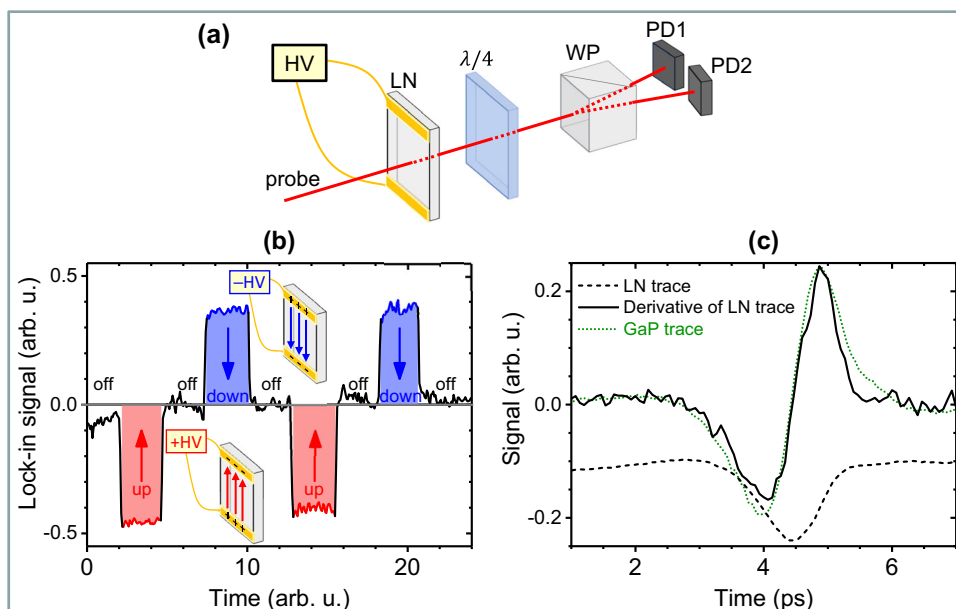 (a)
HV
LN
λ/4
WP
PD1
PD2
probe
(b)
Lock-in signal (arb. u.)
0.5
0.0
-0.5
off
off
off
off
off
–HV
down
down
+HV
up
up
0
10
20
Time (arb. u.)
(c)
Signal (arb. u.)
0.2
0.0
-0.2
LN trace
Derivative of LN trace
GaP trace
2
4
6
Time (ps)